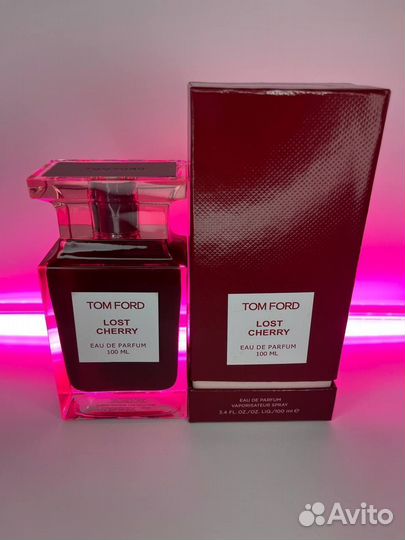 TOM FORD
LOST
CHERRY
EAU DE PARFUM
100 ML
TOM FORD
LOST
CHERRY
EAU DE PARFUM
100 ML
EAU DE PARFUM
VAPORISATEUR SPRAY
3.4 FL.OZ./OZ. LIQ./100 ml ℮
Avito